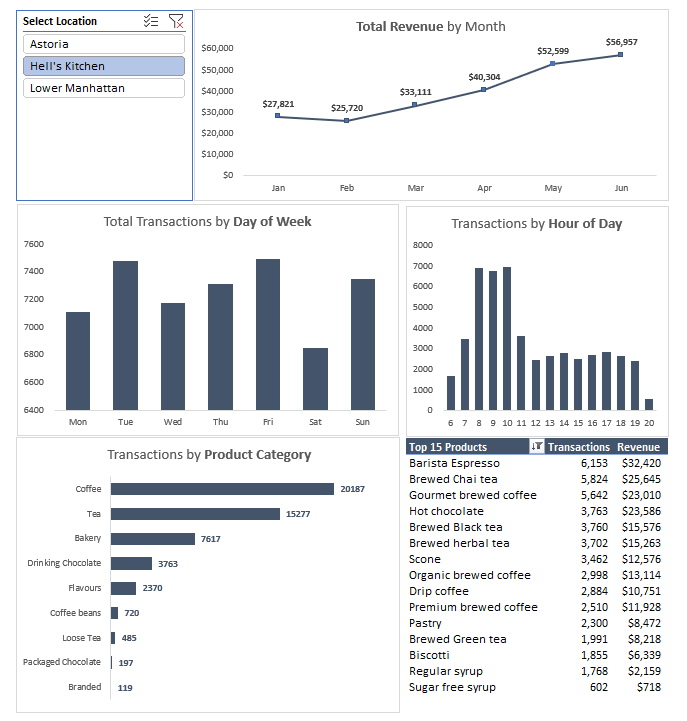 Select Location
Astoria
Hell's Kitchen
Lower Manhattan
Total Revenue by Month
$60,000
$50,000
$40,000
$30,000
$20,000
$10,000
$0
$27,821
$25,720
$33,111
$40,304
$52,599
$56,957
Jan Feb Mar Apr May Jun
Total Transactions by Day of Week
7600
7400
7200
7000
6800
6600
6400
Mon Tue Wed Thu Fri Sat Sun
Transactions by Hour of Day
8000
7000
6000
5000
4000
3000
2000
1000
0
6 7 8 9 10 11 12 13 14 15 16 17 18 19 20
Transactions by Product Category
Coffee 20187
Tea 15277
Bakery 7617
Drinking Chocolate 3763
Flavours 2370
Coffee beans 720
Loose Tea 485
Packaged Chocolate 197
Branded 119
Top 15 Products Transactions Revenue
Barista Espresso 6,153 $32,420
Brewed Chai tea 5,824 $25,645
Gourmet brewed coffee 5,642 $23,010
Hot chocolate 3,763 $23,586
Brewed Black tea 3,760 $15,576
Brewed herbal tea 3,702 $15,263
Scone 3,462 $12,576
Organic brewed coffee 2,998 $13,114
Drip coffee 2,884 $10,751
Premium brewed coffee 2,510 $11,928
Pastry 2,300 $8,472
Brewed Green tea 1,991 $8,218
Biscotti 1,855 $6,339
Regular syrup 1,768 $2,159
Sugar free syrup 602 $718